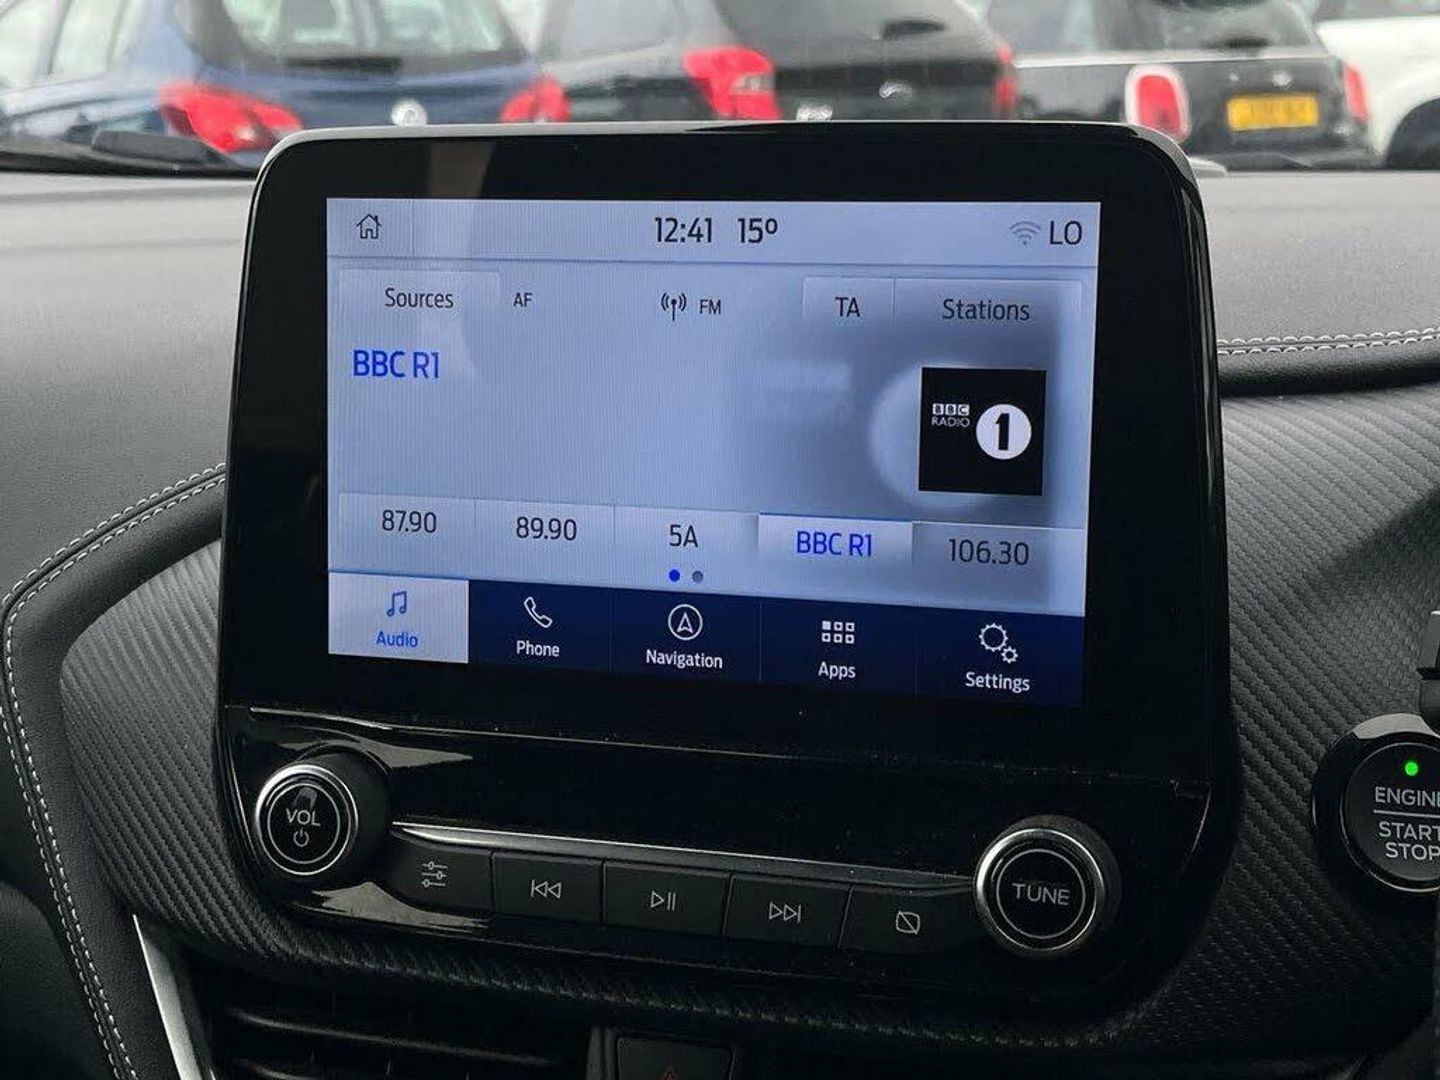 12:41 15º LO
Sources AF FM TA Stations
BBC R1
BBC
RADIO 1
87.90 89.90 5A BBC R1 106.30
Audio Phone Navigation Apps Settings
VOL
TUNE
ENGINE
START
STOP